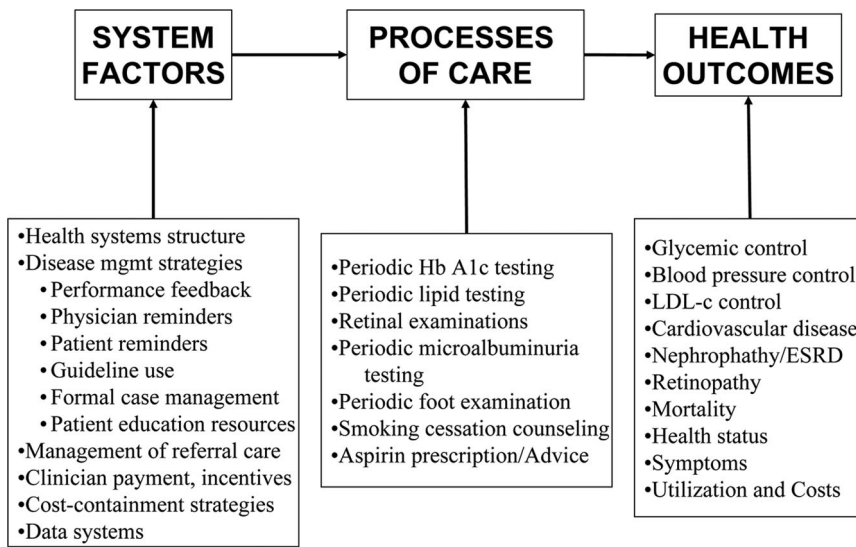 SYSTEM
FACTORS
PROCESSES
OF CARE
HEALTH
OUTCOMES
•Health systems structure
•Disease mgmt strategies
•Performance feedback
•Physician reminders
•Patient reminders
•Guideline use
•Formal case management
•Patient education resources
•Management of referral care
•Clinician payment, incentives
•Cost-containment strategies
•Data systems
•Periodic Hb A1c testing
•Periodic lipid testing
•Retinal examinations
•Periodic microalbuminuria
testing
•Periodic foot examination
•Smoking cessation counseling
•Aspirin prescription/Advice
•Glycemic control
•Blood pressure control
•LDL-c control
•Cardiovascular disease
•Nephrophathy/ESRD
•Retinopathy
•Mortality
•Health status
•Symptoms
•Utilization and Costs